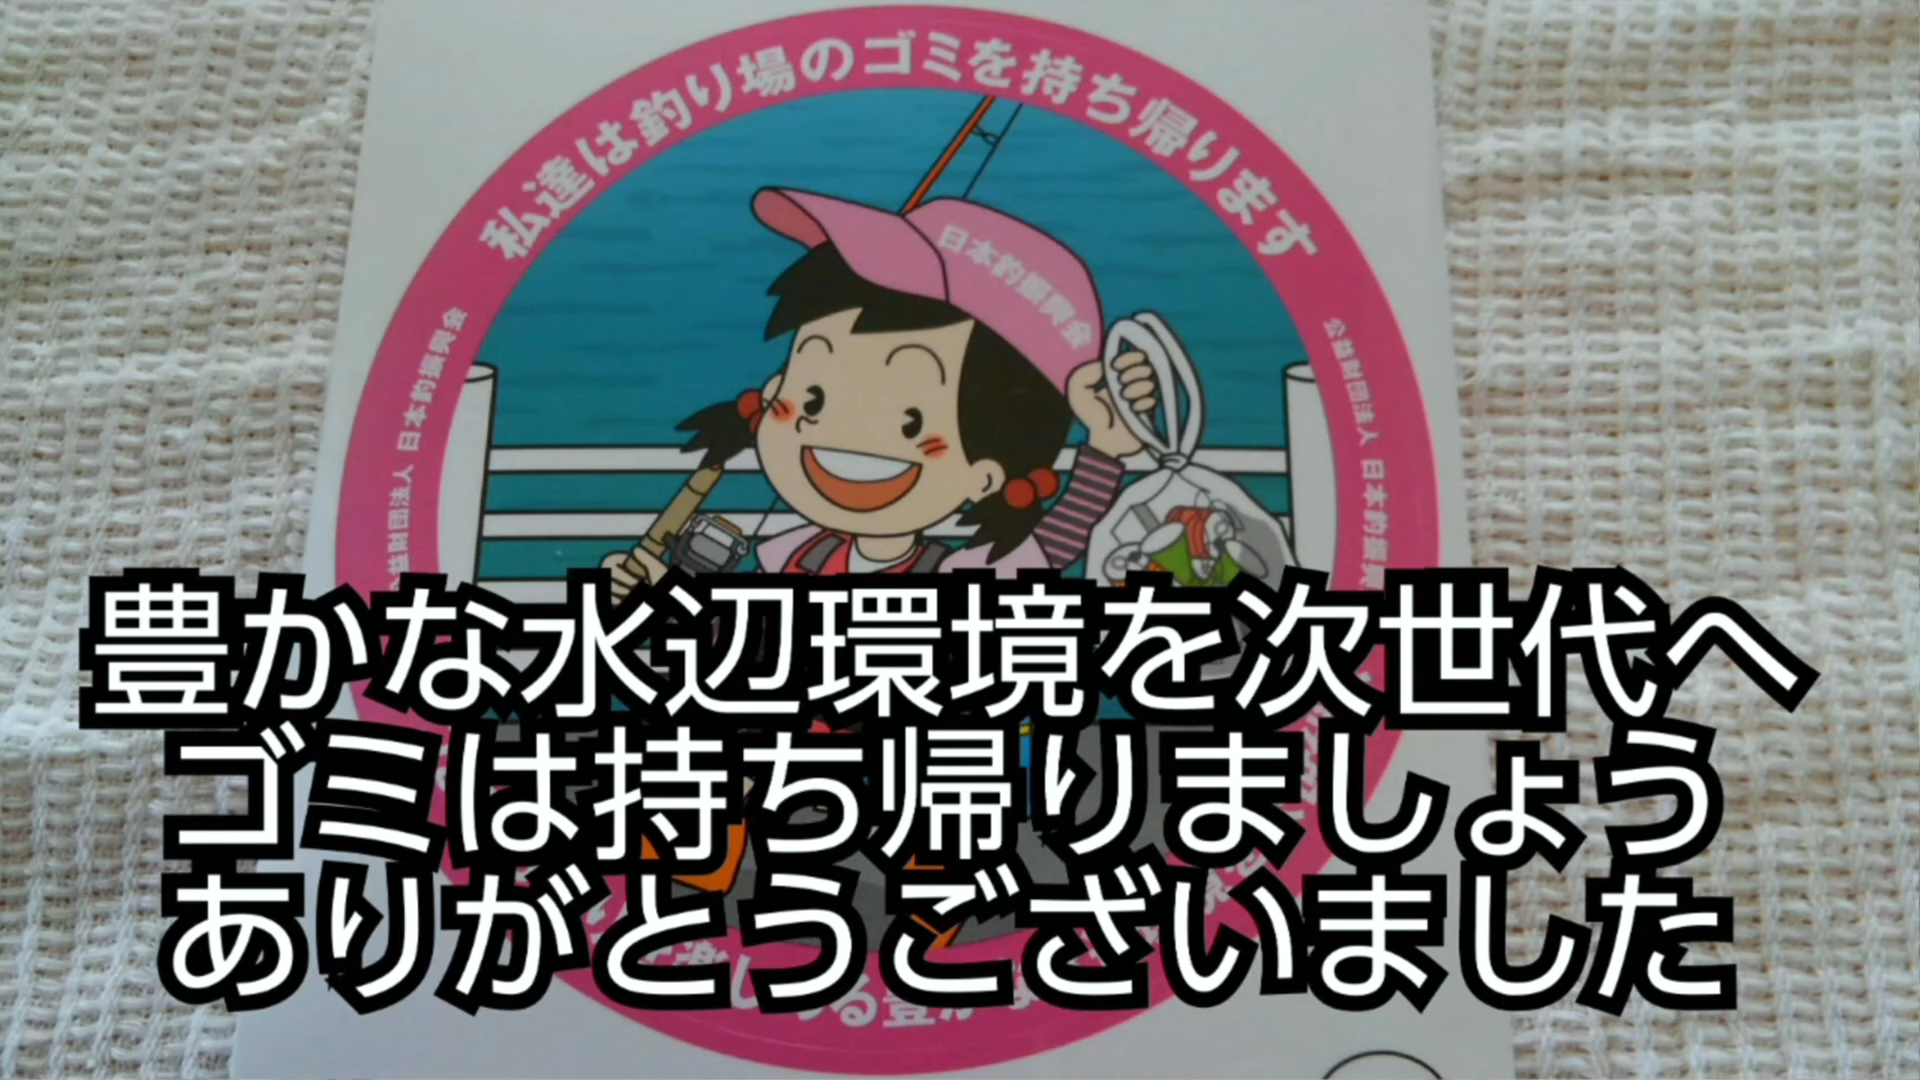 私達は釣り場のゴミを持ち帰ります
日本釣振興会
公益財団法人 日本釣振興会
公益財団法人 日本釣振興
豊かな水辺環境を次世代へ
ゴミは持ち帰りましょう
ありがとうございました